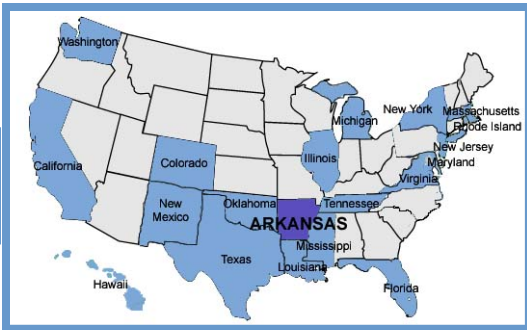 Washington
New York
Massachusetts
Michigan
Rhode Island
New Jersey
Illinois
Maryland
California
Colorado
Virginia
Oklahoma
Tennessee
New
Mexico
ARKANSAS
Mississippi
Texas
Louisiana
Hawaii
Florida